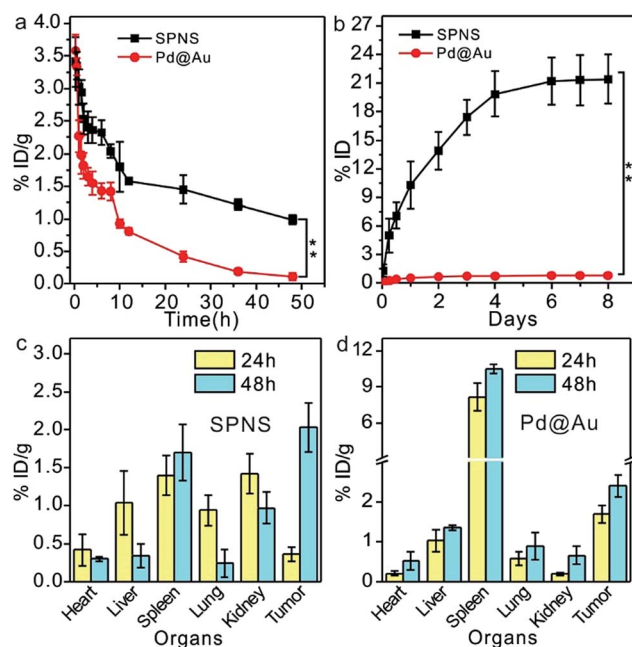 a
SPNS
Pd@Au
% ID/g
4.0
3.5
3.0
2.5
2.0
1.5
1.0
0.5
0.0
0 10 20 30 40 50
Time(h)
**
b
SPNS
Pd@Au
% ID
27
24
21
18
15
12
9
6
3
0
0 2 4 6 8
Days
**
c
24h
48h
SPNS
% ID/g
3.0
2.5
2.0
1.5
1.0
0.5
0.0
Heart Liver Spleen Lung Kidney Tumor
Organs
d
24h
48h
Pd@Au
% ID/g
12
9
6
2
1
0
Heart Liver Spleen Lung Kidney Tumor
Organs